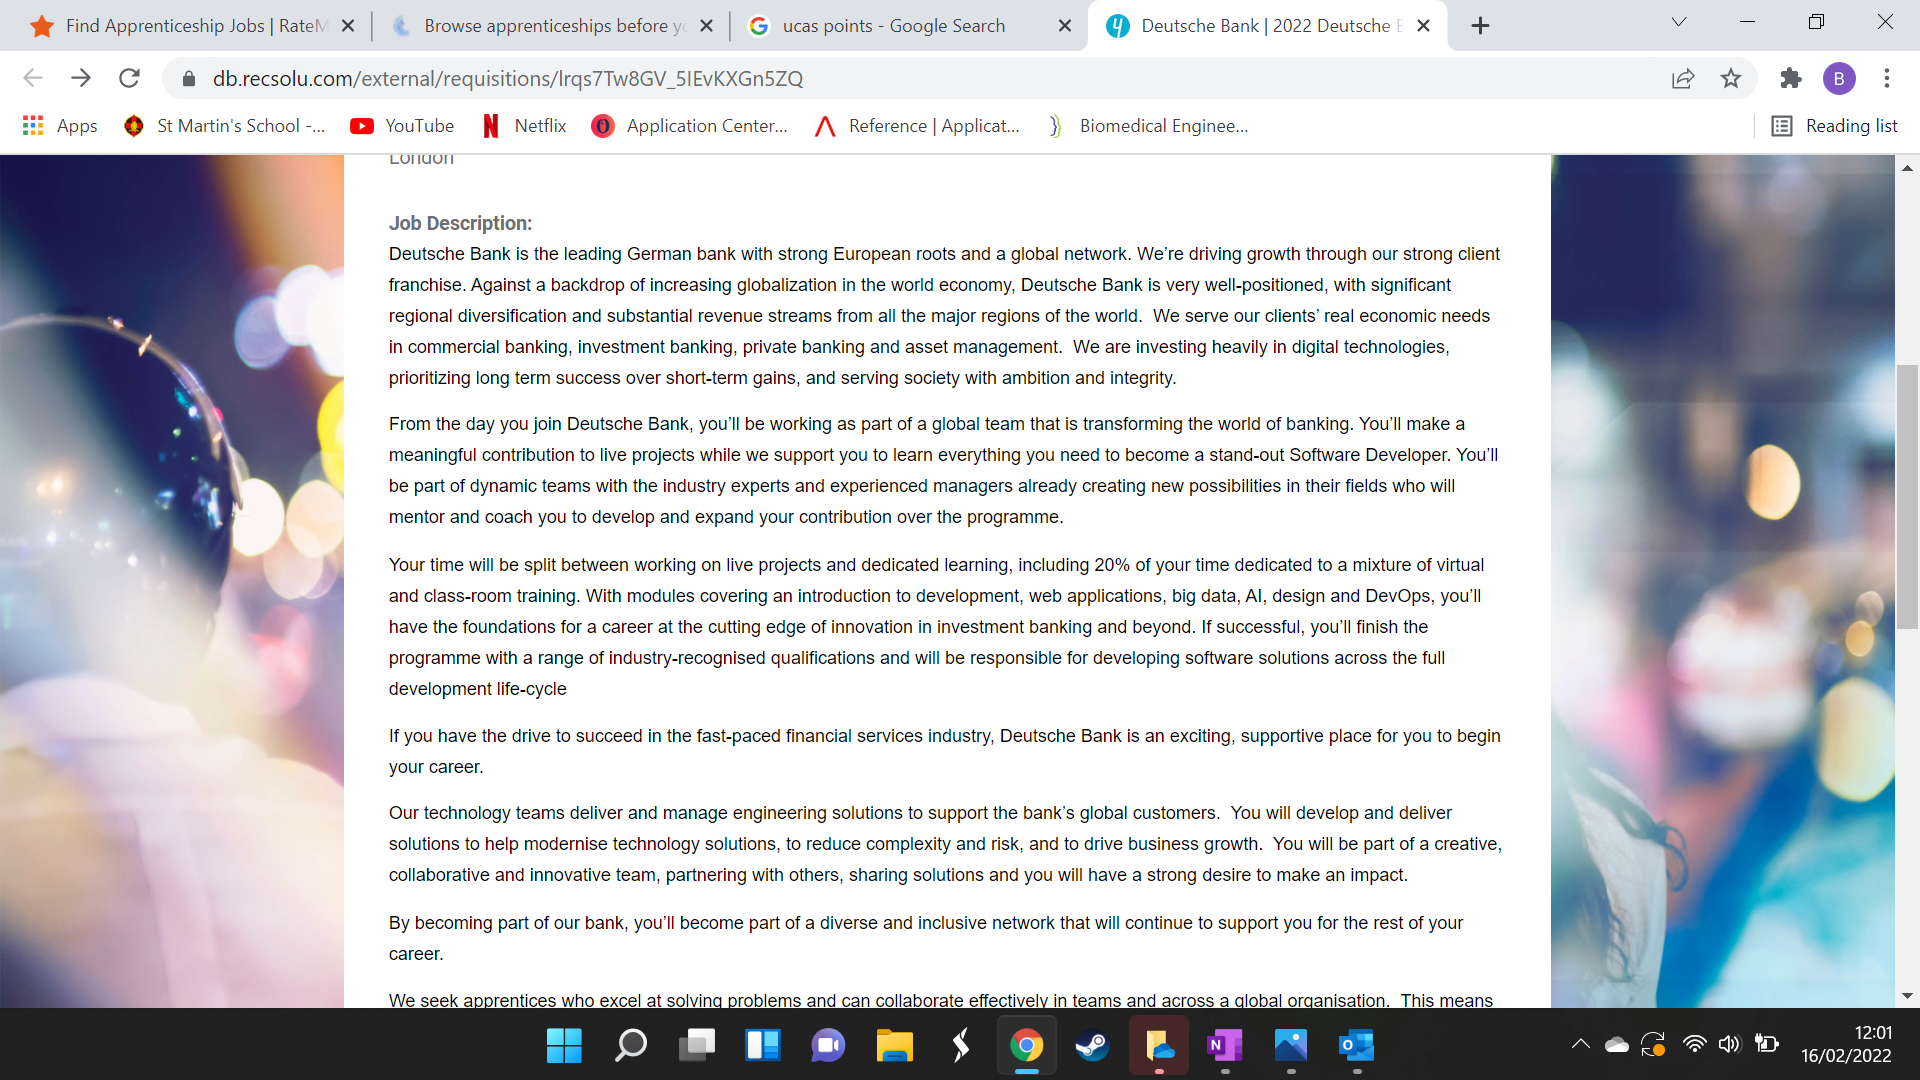 Find Apprenticeship Jobs | RateM
Browse apprenticeships before yo
ucas points - Google Search
Deutsche Bank | 2022 Deutsche B
db.recsolu.com/external/requisitions/lrqs7Tw8GV_5IEvKXGn5ZQ
B
Apps
St Martin's School -...
YouTube
Netflix
Application Center...
Reference | Applicat...
Biomedical Enginee...
Reading list
London
Job Description:
Deutsche Bank is the leading German bank with strong European roots and a global network. We’re driving growth through our strong client
franchise. Against a backdrop of increasing globalization in the world economy, Deutsche Bank is very well-positioned, with significant
regional diversification and substantial revenue streams from all the major regions of the world.  We serve our clients’ real economic needs
in commercial banking, investment banking, private banking and asset management.  We are investing heavily in digital technologies,
prioritizing long term success over short-term gains, and serving society with ambition and integrity.
From the day you join Deutsche Bank, you’ll be working as part of a global team that is transforming the world of banking. You’ll make a
meaningful contribution to live projects while we support you to learn everything you need to become a stand-out Software Developer. You’ll
be part of dynamic teams with the industry experts and experienced managers already creating new possibilities in their fields who will
mentor and coach you to develop and expand your contribution over the programme.
Your time will be split between working on live projects and dedicated learning, including 20% of your time dedicated to a mixture of virtual
and class-room training. With modules covering an introduction to development, web applications, big data, AI, design and DevOps, you’ll
have the foundations for a career at the cutting edge of innovation in investment banking and beyond. If successful, you’ll finish the
programme with a range of industry-recognised qualifications and will be responsible for developing software solutions across the full
development life-cycle
If you have the drive to succeed in the fast-paced financial services industry, Deutsche Bank is an exciting, supportive place for you to begin
your career.
Our technology teams deliver and manage engineering solutions to support the bank’s global customers.  You will develop and deliver
solutions to help modernise technology solutions, to reduce complexity and risk, and to drive business growth.  You will be part of a creative,
collaborative and innovative team, partnering with others, sharing solutions and you will have a strong desire to make an impact.
By becoming part of our bank, you’ll become part of a diverse and inclusive network that will continue to support you for the rest of your
career.
We seek apprentices who excel at solving problems and can collaborate effectively in teams and across a global organisation.  This means
12:01
16/02/2022